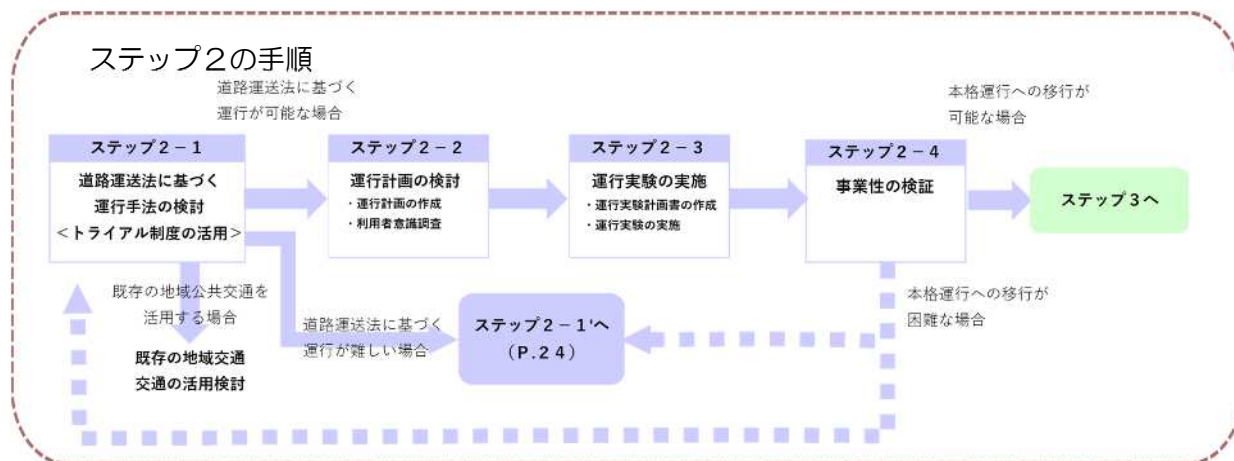 ステップ２の手順
道路運送法に基づく
運行が可能な場合
本格運行への移行が
可能な場合
ステップ２－１
道路運送法に基づく
運行手法の検討
＜トライアル制度の活用＞
ステップ２－２
運行計画の検討
・運行計画の作成
・利用者意識調査
ステップ２－３
運行実験の実施
・運行実験計画書の作成
・運行実験の実施
ステップ２－４
事業性の検証
ステップ３へ
既存の地域公共交通を
活用する場合
既存の地域交通
交通の活用検討
道路運送法に基づく
運行が難しい場合
ステップ２－１'へ
（P.２４）
本格運行への移行が
困難な場合